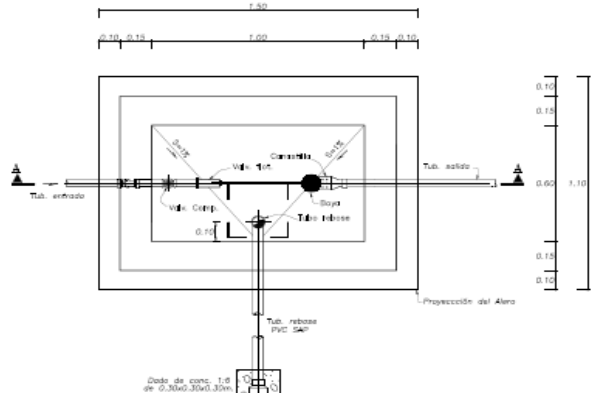 1.50
0.10 0.15 1.00 0.15 0.10
0.10
0.15
S=1% S=1%
Canastilla
Valv. flot.
Tub. salida
A A
0.60 1.10
Tub. entrada
Valv. Comp.
Boya
Tubo rebose
0.10
0.15
0.10
Proyeccción del Alero
Tub. rebose
PVC SAP
Dado de conc. 1:6
de 0.30x0.30x0.30m.